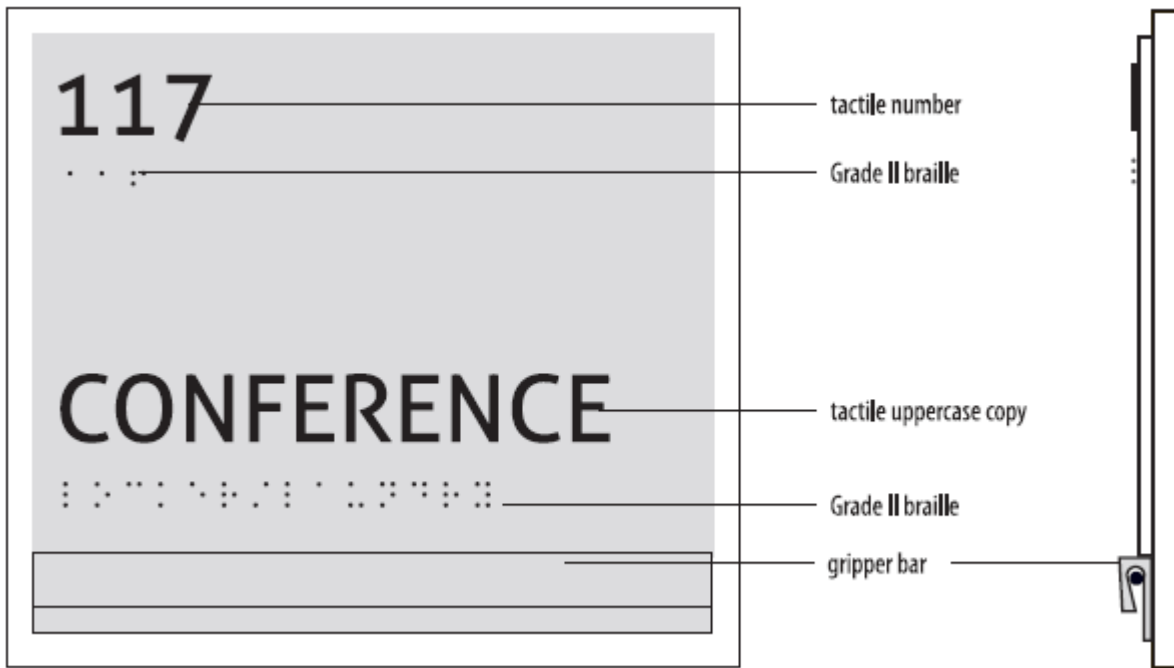 117
tactile number
Grade II braille
CONFERENCE
tactile uppercase copy
Grade II braille
gripper bar